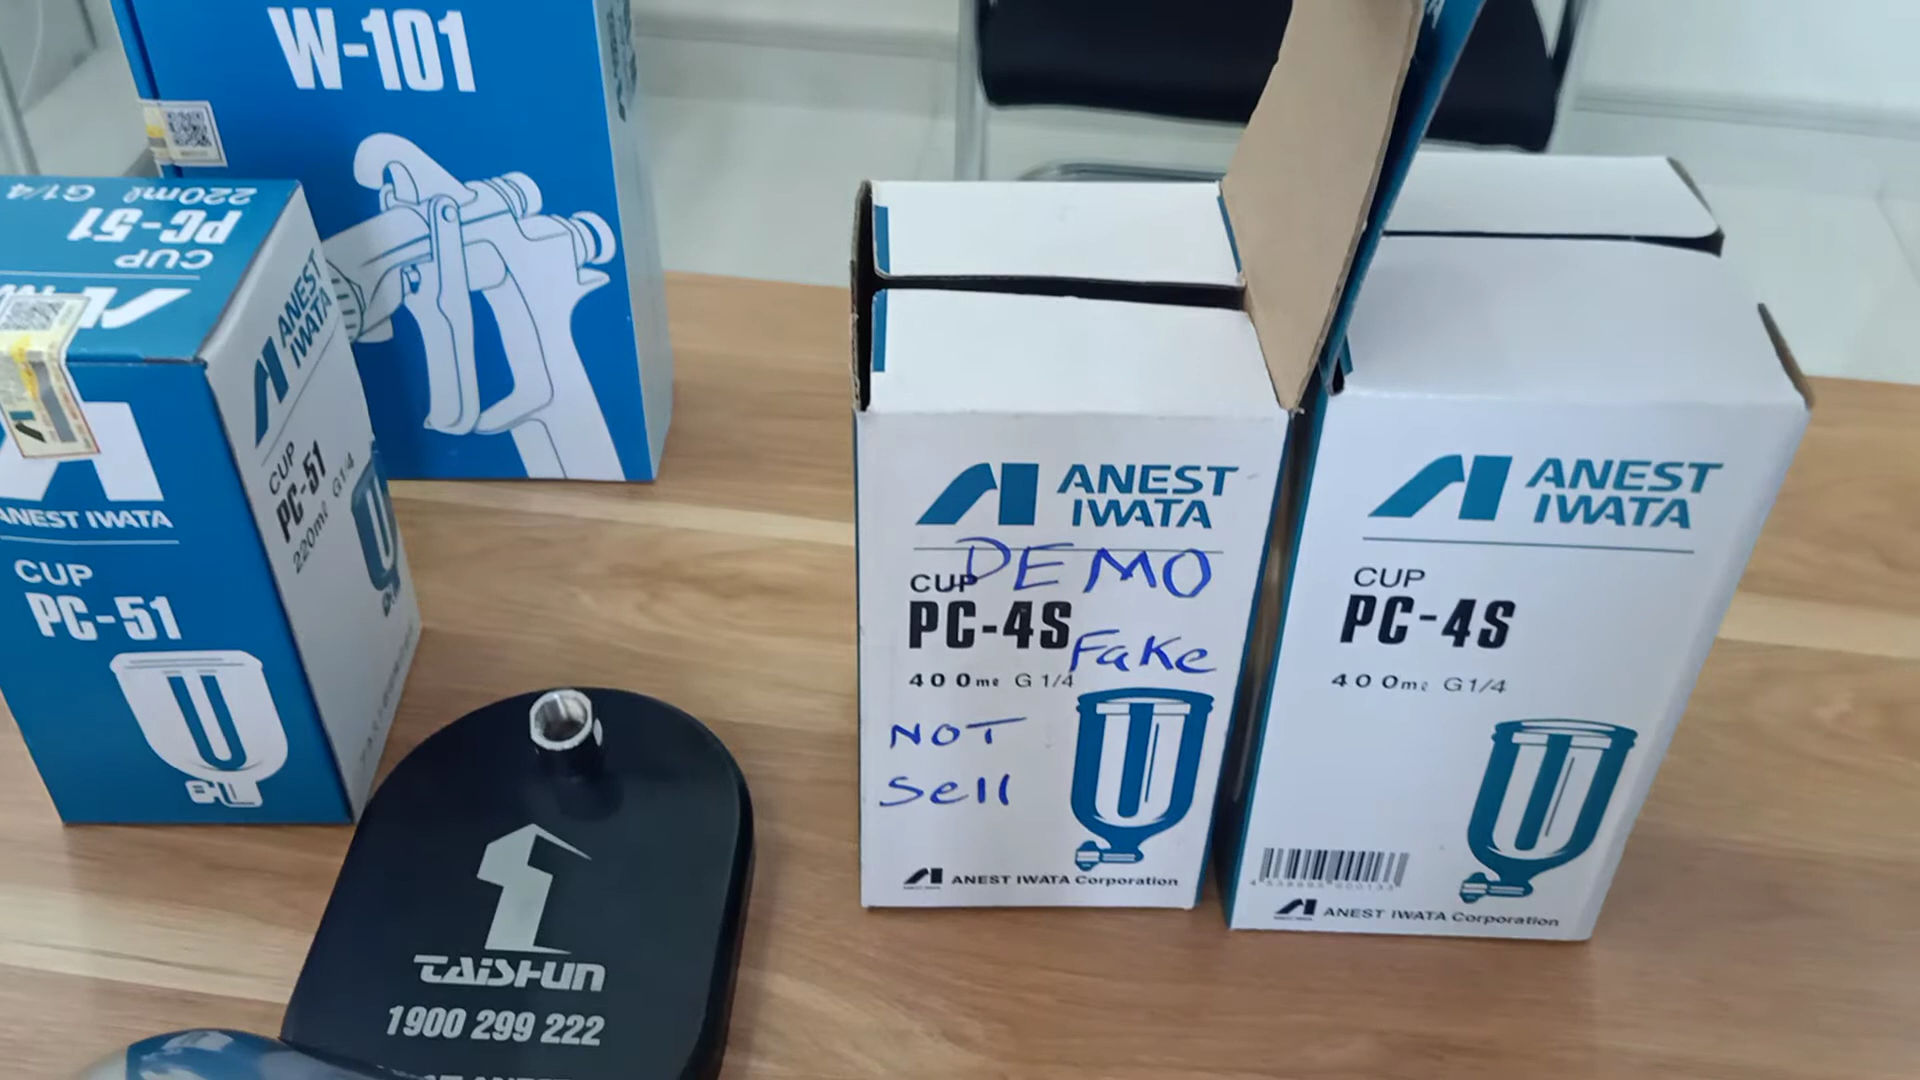 W-101
220ml G1/4
PC-51
CUP
ANEST
IWATA
CUP
PC-51
220ml G1/4
ANEST IWATA
CUP
PC-51
TAISHUN
1900 299 222
ANEST
IWATA
DEMO
CUP
PC-4S
Fake
400ml G1/4
NOT
Sell
ANEST IWATA Corporation
ANEST
IWATA
CUP
PC-4S
400ml G1/4
ANEST IWATA Corporation